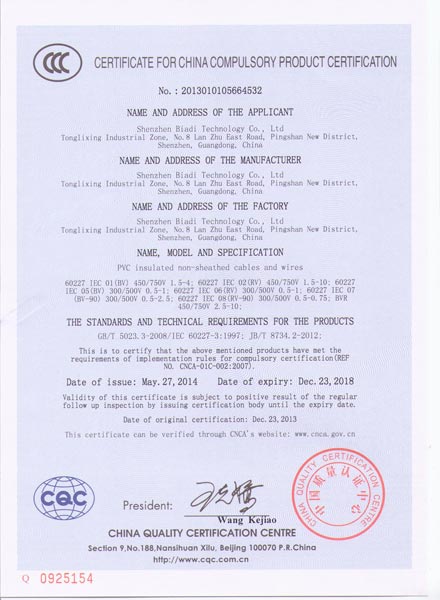 CCC
CERTIFICATE FOR CHINA COMPULSORY PRODUCT CERTIFICATION
No. : 2013010105664532
NAME AND ADDRESS OF THE APPLICANT
Shenzhen Biadi Technology Co., Ltd
Tonglixing Industrial Zone, No.8 Lan Zhu East Road, Pingshan New District,
Shenzhen, Guangdong, China
NAME AND ADDRESS OF THE MANUFACTURER
Shenzhen Biadi Technology Co., Ltd
Tonglixing Industrial Zone, No.8 Lan Zhu East Road, Pingshan New District,
Shenzhen, Guangdong, China
NAME AND ADDRESS OF THE FACTORY
Shenzhen Biadi Technology Co., Ltd
Tonglixing Industrial Zone, No.8 Lan Zhu East Road, Pingshan New District,
Shenzhen, Guangdong, China
NAME, MODEL AND SPECIFICATION
PVC insulated non-sheathed cables and wires
60227 IEC 01(BV) 450/750V 1.5-4; 60227 IEC 02(RV) 450/750V 1.5-10; 60227
IEC 05(BV) 300/500V 0.5-1; 60227 IEC 06(RV) 300/500V 0.5-1; 60227 IEC 07
(BV-90) 300/500V 0.5-2.5; 60227 IEC 08(RV-90) 300/500V 0.5-0.75; BVR
450/750V 2.5-10;
THE STANDARDS AND TECHNICAL REQUIREMENTS FOR THE PRODUCTS
GB/T 5023.3-2008/IEC 60227-3:1997; JB/T 8734.2-2012;
This is to certify that the above mentioned products have met the
requirements of implementation rules for compulsory certification(REF
NO. CNCA-01C-002:2007).
Date of issue: May.27,2014 Date of expiry: Dec.23,2018
Validity of this certificate is subject to positive result of the regular
follow up inspection by issuing certification body until the expiry date.
Date of original certification: Dec.23,2013
This certificate can be verified through CNCA's website: www.cnca.gov.cn
CQC
President:
Wang Kejiao
CHINA QUALITY CERTIFICATION CENTRE
中国质量认证中心
CHINA QUALITY CERTIFICATION CENTRE
Section 9,No.188,Nansihuan Xilu, Beijing 100070 P.R.China
http://www.cqc.com.cn
Q 0925154